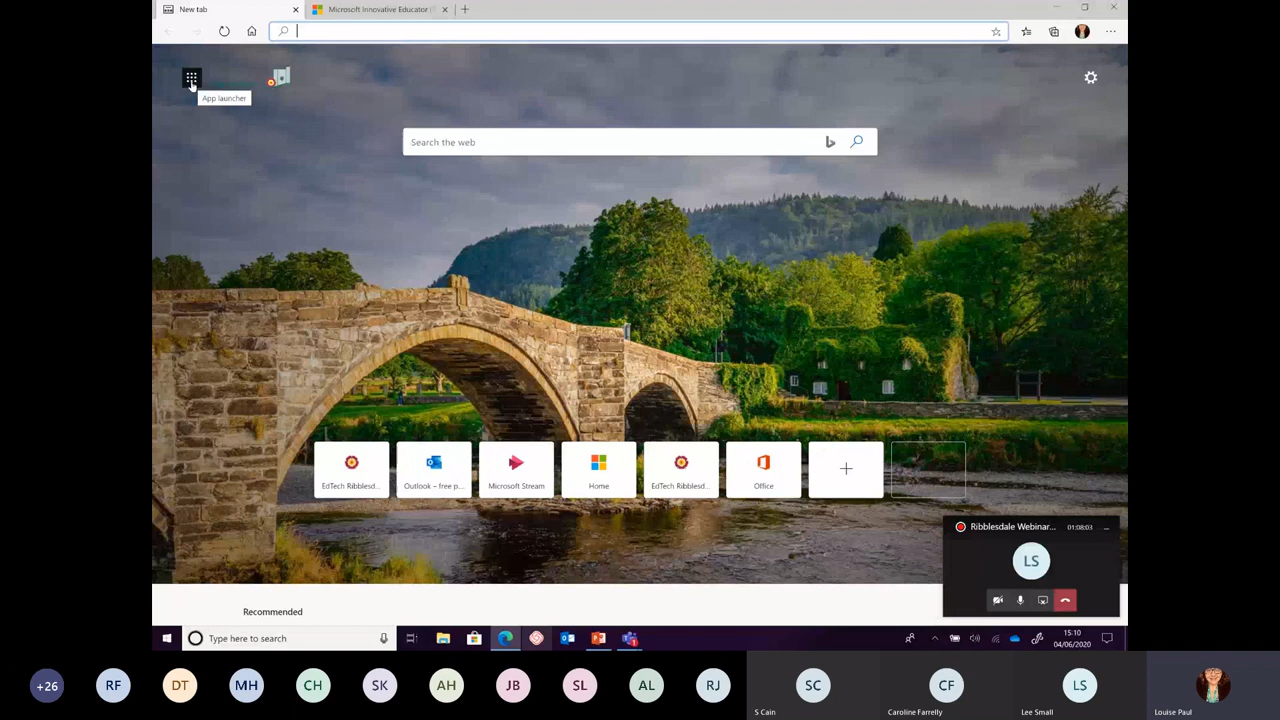 New tab
Microsoft Innovative Educator (
App launcher
Search the web
EdTech Ribblesd...
Outlook – free p...
Microsoft Stream
Home
EdTech Ribblesd...
Office
Ribblesdale Webinar...
01:08:03
LS
Recommended
Type here to search
15:10
04/06/2020
+26
RF
DT
MH
CH
SK
AH
JB
SL
AL
RJ
SC
CF
LS
S Cain
Caroline Farrelly
Lee Small
Louise Paul